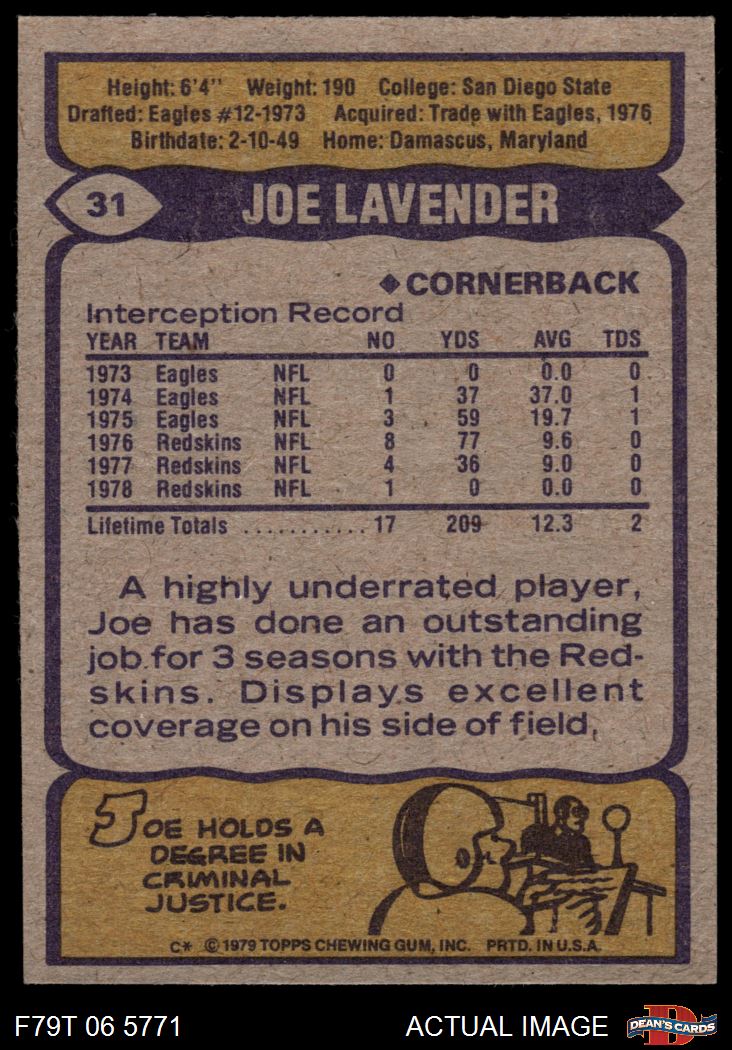 Height: 6'4'' Weight: 190 College: San Diego State
Drafted: Eagles #12-1973 Acquired: Trade with Eagles, 1976
Birthdate: 2-10-49 Home: Damascus, Maryland
31 JOE LAVENDER
◆CORNERBACK
Interception Record
YEAR TEAM NO YDS AVG TDS
1973 Eagles NFL 0 0 0.0 0
1974 Eagles NFL 1 37 37.0 1
1975 Eagles NFL 3 59 19.7 1
1976 Redskins NFL 8 77 9.6 0
1977 Redskins NFL 4 36 9.0 0
1978 Redskins NFL 1 0 0.0 0
Lifetime Totals ........... 17 209 12.3 2
A highly underrated player,
Joe has done an outstanding
job for 3 seasons with the Red-
skins. Displays excellent
coverage on his side of field.
JOE HOLDS A
DEGREE IN
CRIMINAL
JUSTICE.
C* © 1979 TOPPS CHEWING GUM, INC. PRTD. IN U.S.A.
F79T 06 5771 ACTUAL IMAGE D DEAN'S CARDS